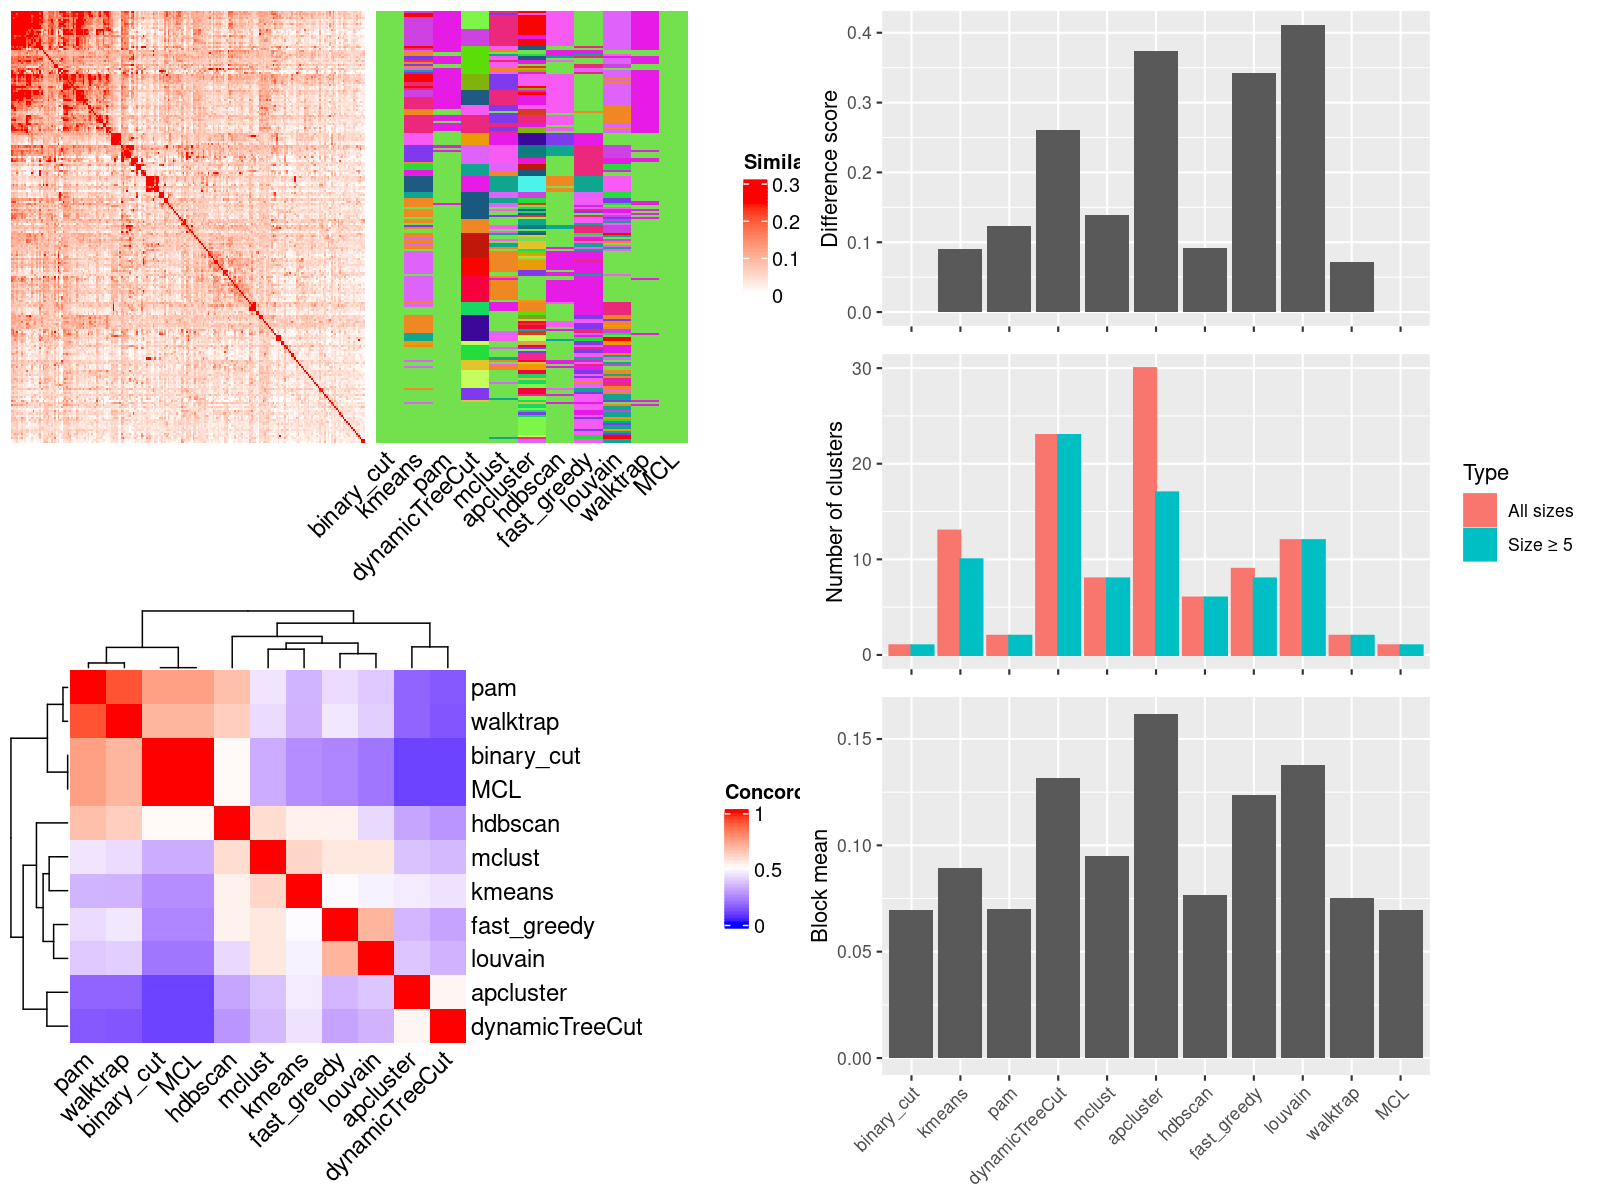 Simila
0.3
0.2
0.1
0
binary_cut
kmeans
pam
dynamicTreeCut
mclust
apcluster
hdbscan
fast_greedy
louvain
walktrap
MCL
pam
walktrap
binary_cut
MCL
hdbscan
mclust
kmeans
fast_greedy
louvain
apcluster
dynamicTreeCut
pam
walktrap
binary_cut
MCL
hdbscan
mclust
kmeans
fast_greedy
louvain
apcluster
dynamicTreeCut
Concord
1
0.5
0
Difference score
0.4
0.3
0.2
0.1
0.0
Number of clusters
30
20
10
0
Type
All sizes
Size ≥ 5
Block mean
0.15
0.10
0.05
0.00
binary_cut
kmeans
pam
dynamicTreeCut
mclust
apcluster
hdbscan
fast_greedy
louvain
walktrap
MCL